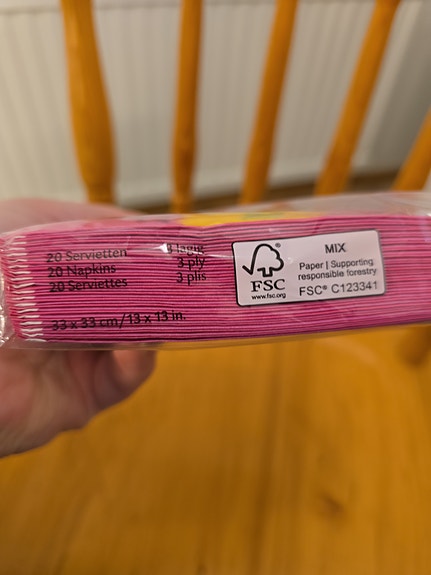 20 Servietten 3 lagig
20 Napkins 3 ply
20 Serviettes 3 plis
33 x 33 cm/13 x 13 in.
FSC
www.fsc.org
MIX
Paper | Supporting
responsible forestry
FSC® C123341